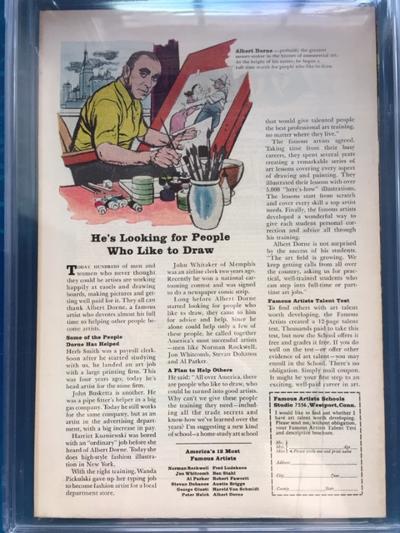 Albert Dorne—probably the greatest
money-maker in the history of commercial art.
At the height of his career, he began a
full-time search for people who like to draw.
He's Looking for People
Who Like to Draw
TODAY HUNDREDS of men and
women who never thought
they could be artists are working
happily at easels and drawing
boards, making pictures and get-
ting well paid for it. They all can
thank Albert Dorne, a famous
artist who devotes almost his full
time to helping other people be-
come artists.
Some of the People
Dorne Has Helped
Herb Smith was a payroll clerk.
Soon after he started studying
with us, he landed an art job
with a large printing firm. This
was four years ago, today he's
head artist for the same firm.
John Busketta is another. He
was a pipe fitter's helper in a big
gas company. Today he still works
for the same company, but as an
artist in the advertising depart-
ment, with a big increase in pay.
Harriet Kuzniewski was bored
with an "ordinary" job before she
heard of Albert Dorne. Today she
does high-style fashion illustra-
tion in New York.
With the right training, Wanda
Pickulski gave up her typing job
to become fashion artist for a local
department store.
John Whitaker of Memphis
was an airline clerk two years ago.
Recently he won a national car-
tooning contest and was signed
to do a newspaper comic strip.
Long before Albert Dorne
started looking for people who
like to draw, they came to him
for advice and help. Since he
alone could help only a few of
these people, he called together
America's most successful artists
—men like Norman Rockwell,
Jon Whitcomb, Stevan Dohanos
and Al Parker.
A Plan to Help Others
He said: "All over America, there
are people who like to draw, who
could be turned into good artists.
Why can't we give these people
the training they need—includ-
ing all the trade secrets and
know-how we've learned over the
years? I'm suggesting a new kind
of school—a home-study art school
that would give talented people
the best professional art training,
no matter where they live."
The famous artists agreed.
Taking time from their busy
careers, they spent several years
creating a remarkable series of
art lessons covering every aspect
of drawing and painting. They
illustrated their lessons with over
5,000 "here's-how" illustrations.
The lessons start from scratch
and cover every skill a top artist
needs. Finally, the famous artists
developed a wonderful way to
give each student personal cor-
rection and advice all through
his training.
Albert Dorne is not surprised
by the success of his students.
"The art field is growing. We
keep getting calls from all over
the country, asking us for prac-
tical, well-trained students who
can step into full-time or part-
time art jobs."
Famous Artists Talent Test
To find others with art talent
worth developing, the Famous
Artists created a 12-page talent
test. Thousands paid to take this
test, but now the School offers it
free and grades it free. If you do
well on the test—or offer other
evidence of art talent—you may
enroll in the School. There's no
obligation. Simply mail coupon.
It might be your first step to an
exciting, well-paid career in art.
America's 12 Most
Famous Artists
Norman Rockwell Fred Ludekens
Jon Whitcomb Ben Stahl
Al Parker Robert Fawcett
Stevan Dohanos Austin Briggs
George Giusti Harold Von Schmidt
Peter Helck Albert Dorne
Famous Artists Schools
Studio 7556, Westport, Conn.
I would like to find out whether I
have art talent worth developing.
Please send me, without obligation,
your Famous Artists Talent Test
and descriptive brochure.
Mr.
Mrs.
Miss
Age
Please circle one and print name
Address
City
Zone
County
State